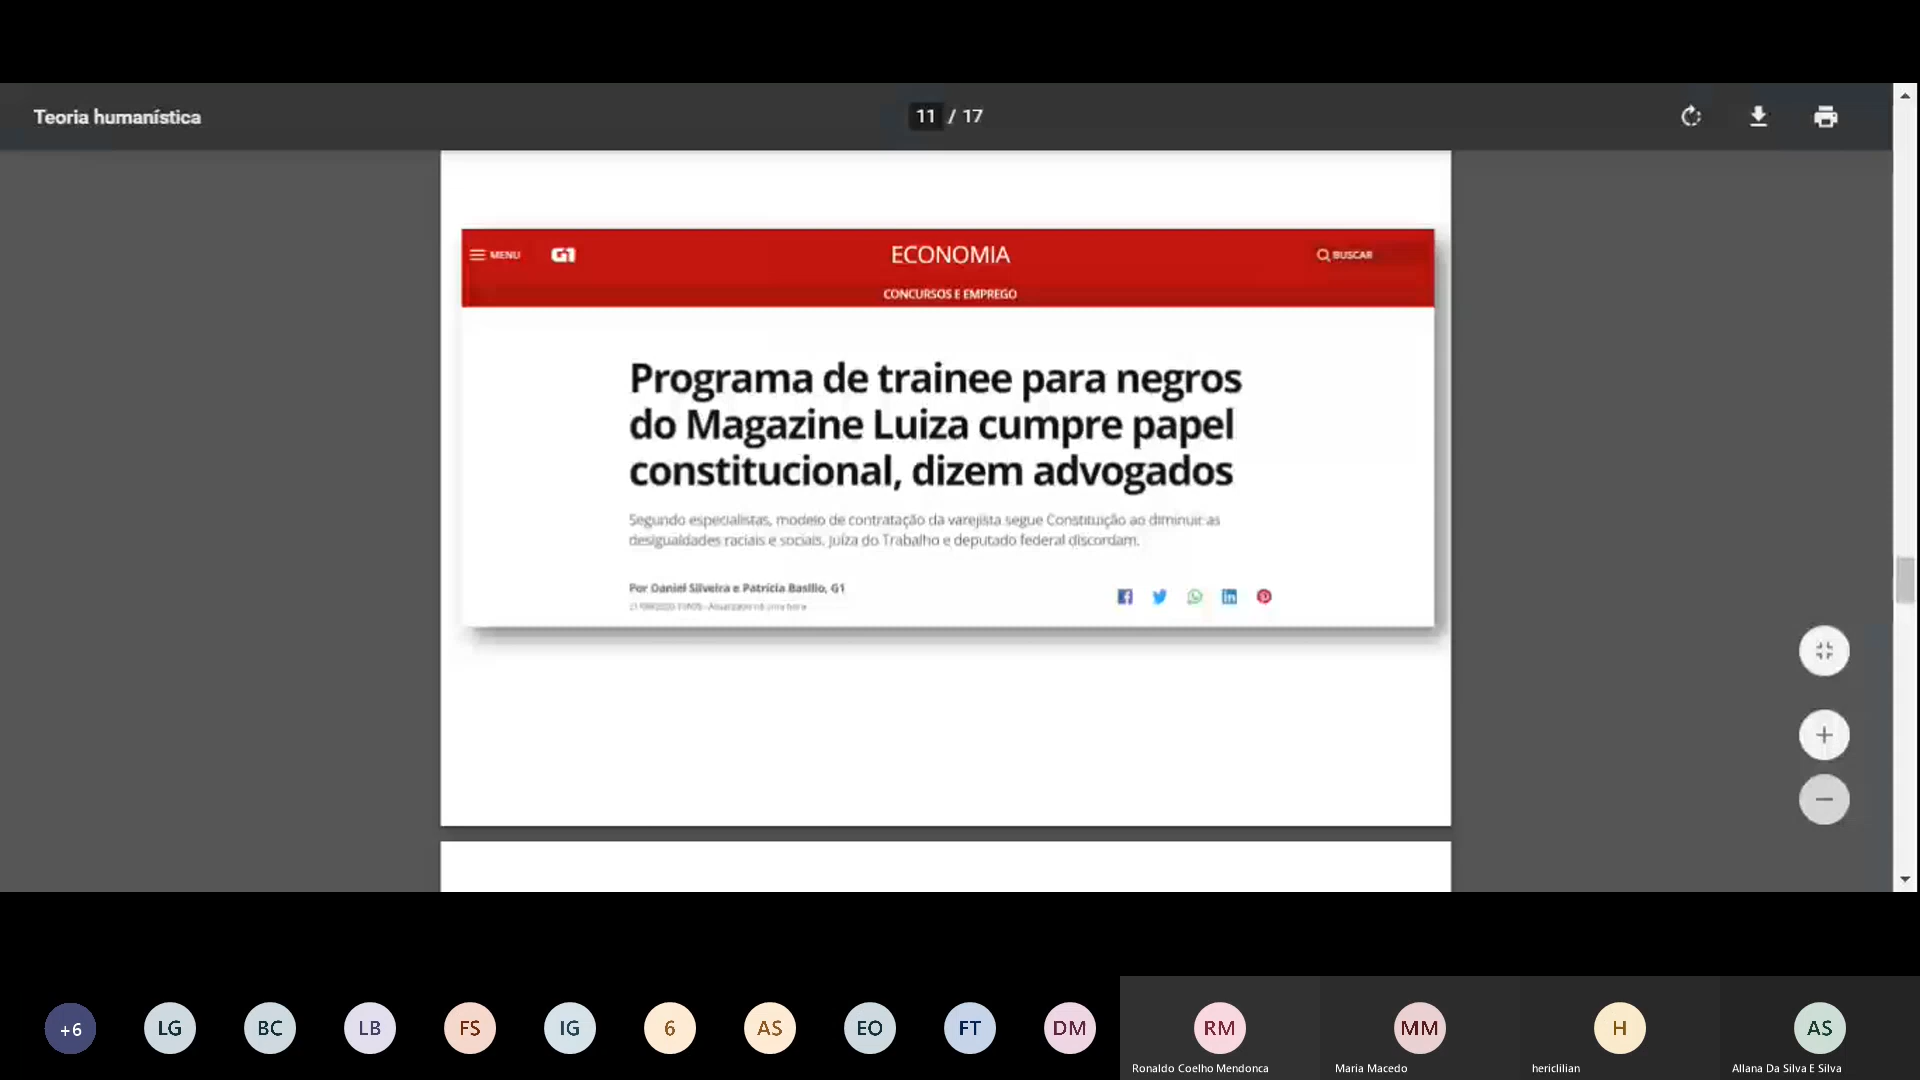 Teoria humanística
11 / 17
MENU
G1
ECONOMIA
BUSCAR
CONCURSOS E EMPREGO
Programa de trainee para negros
do Magazine Luiza cumpre papel
constitucional, dizem advogados
Segundo especialistas, modelo de contratação da varejista segue Constituição ao diminuir as
desigualdades raciais e sociais. Juíza do Trabalho e deputado federal discordam.
Por Daniel Silveira e Patrícia Basilio, G1
+6
LG
BC
LB
FS
IG
6
AS
EO
FT
DM
RM
MM
H
AS
Ronaldo Coelho Mendonca
Maria Macedo
hericlilian
Allana Da Silva E Silva